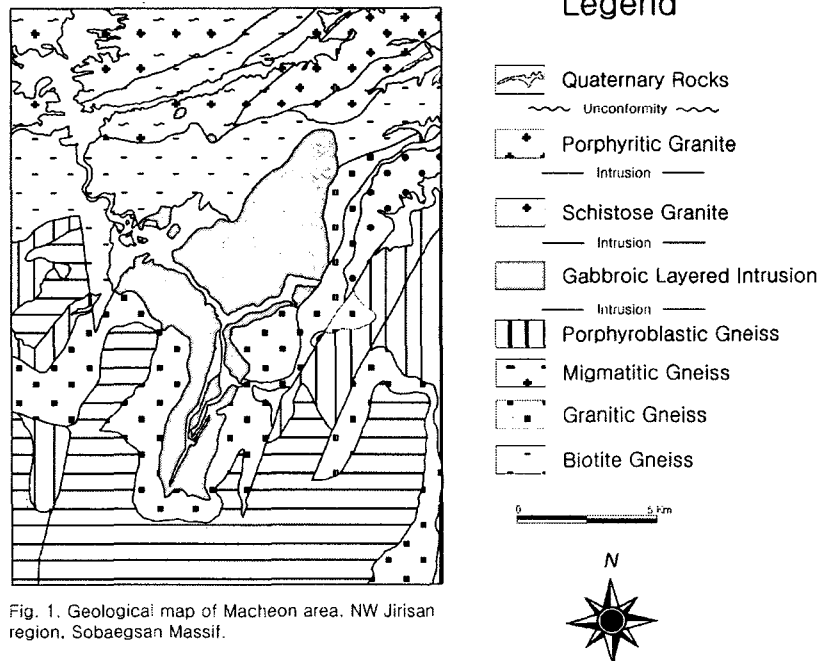 Legend
Quaternary Rocks
Unconformity
Porphyritic Granite
Intrusion
Schistose Granite
Intrusion
Gabbroic Layered Intrusion
Intrusion
Porphyroblastic Gneiss
Migmatitic Gneiss
Granitic Gneiss
Biotite Gneiss
0 5 Km
N
Fig. 1. Geological map of Macheon area. NW Jirisan
region. Sobaegsan Massif.